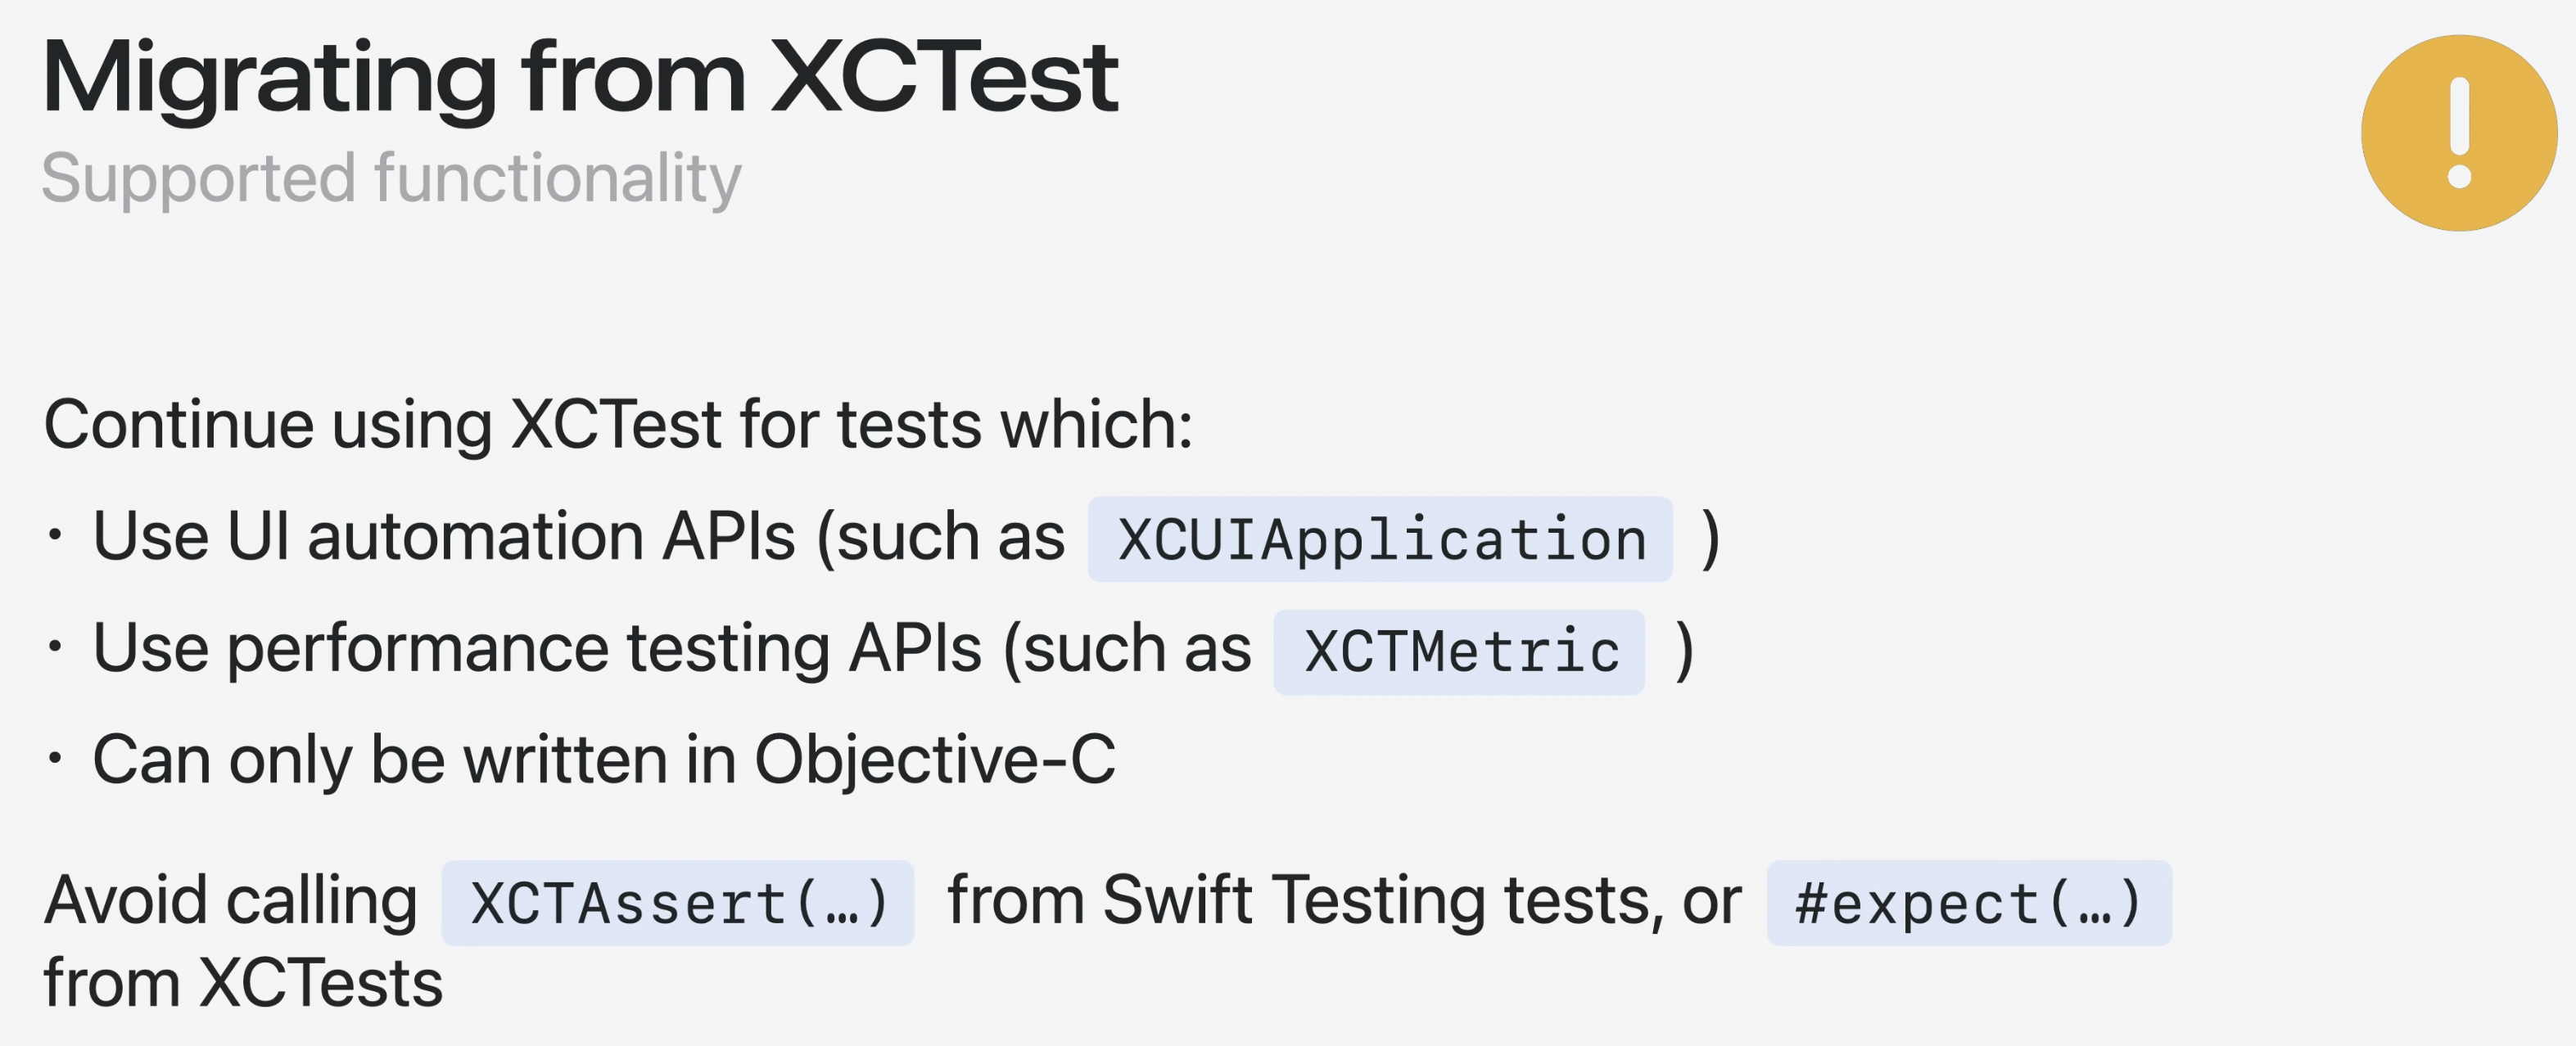 Migrating from XCTest
Supported functionality
Continue using XCTest for tests which:
• Use UI automation APIs (such as XCUIApplication )
• Use performance testing APIs (such as XCTMetric )
• Can only be written in Objective-C
Avoid calling XCTAssert(…) from Swift Testing tests, or #expect(…)
from XCTests